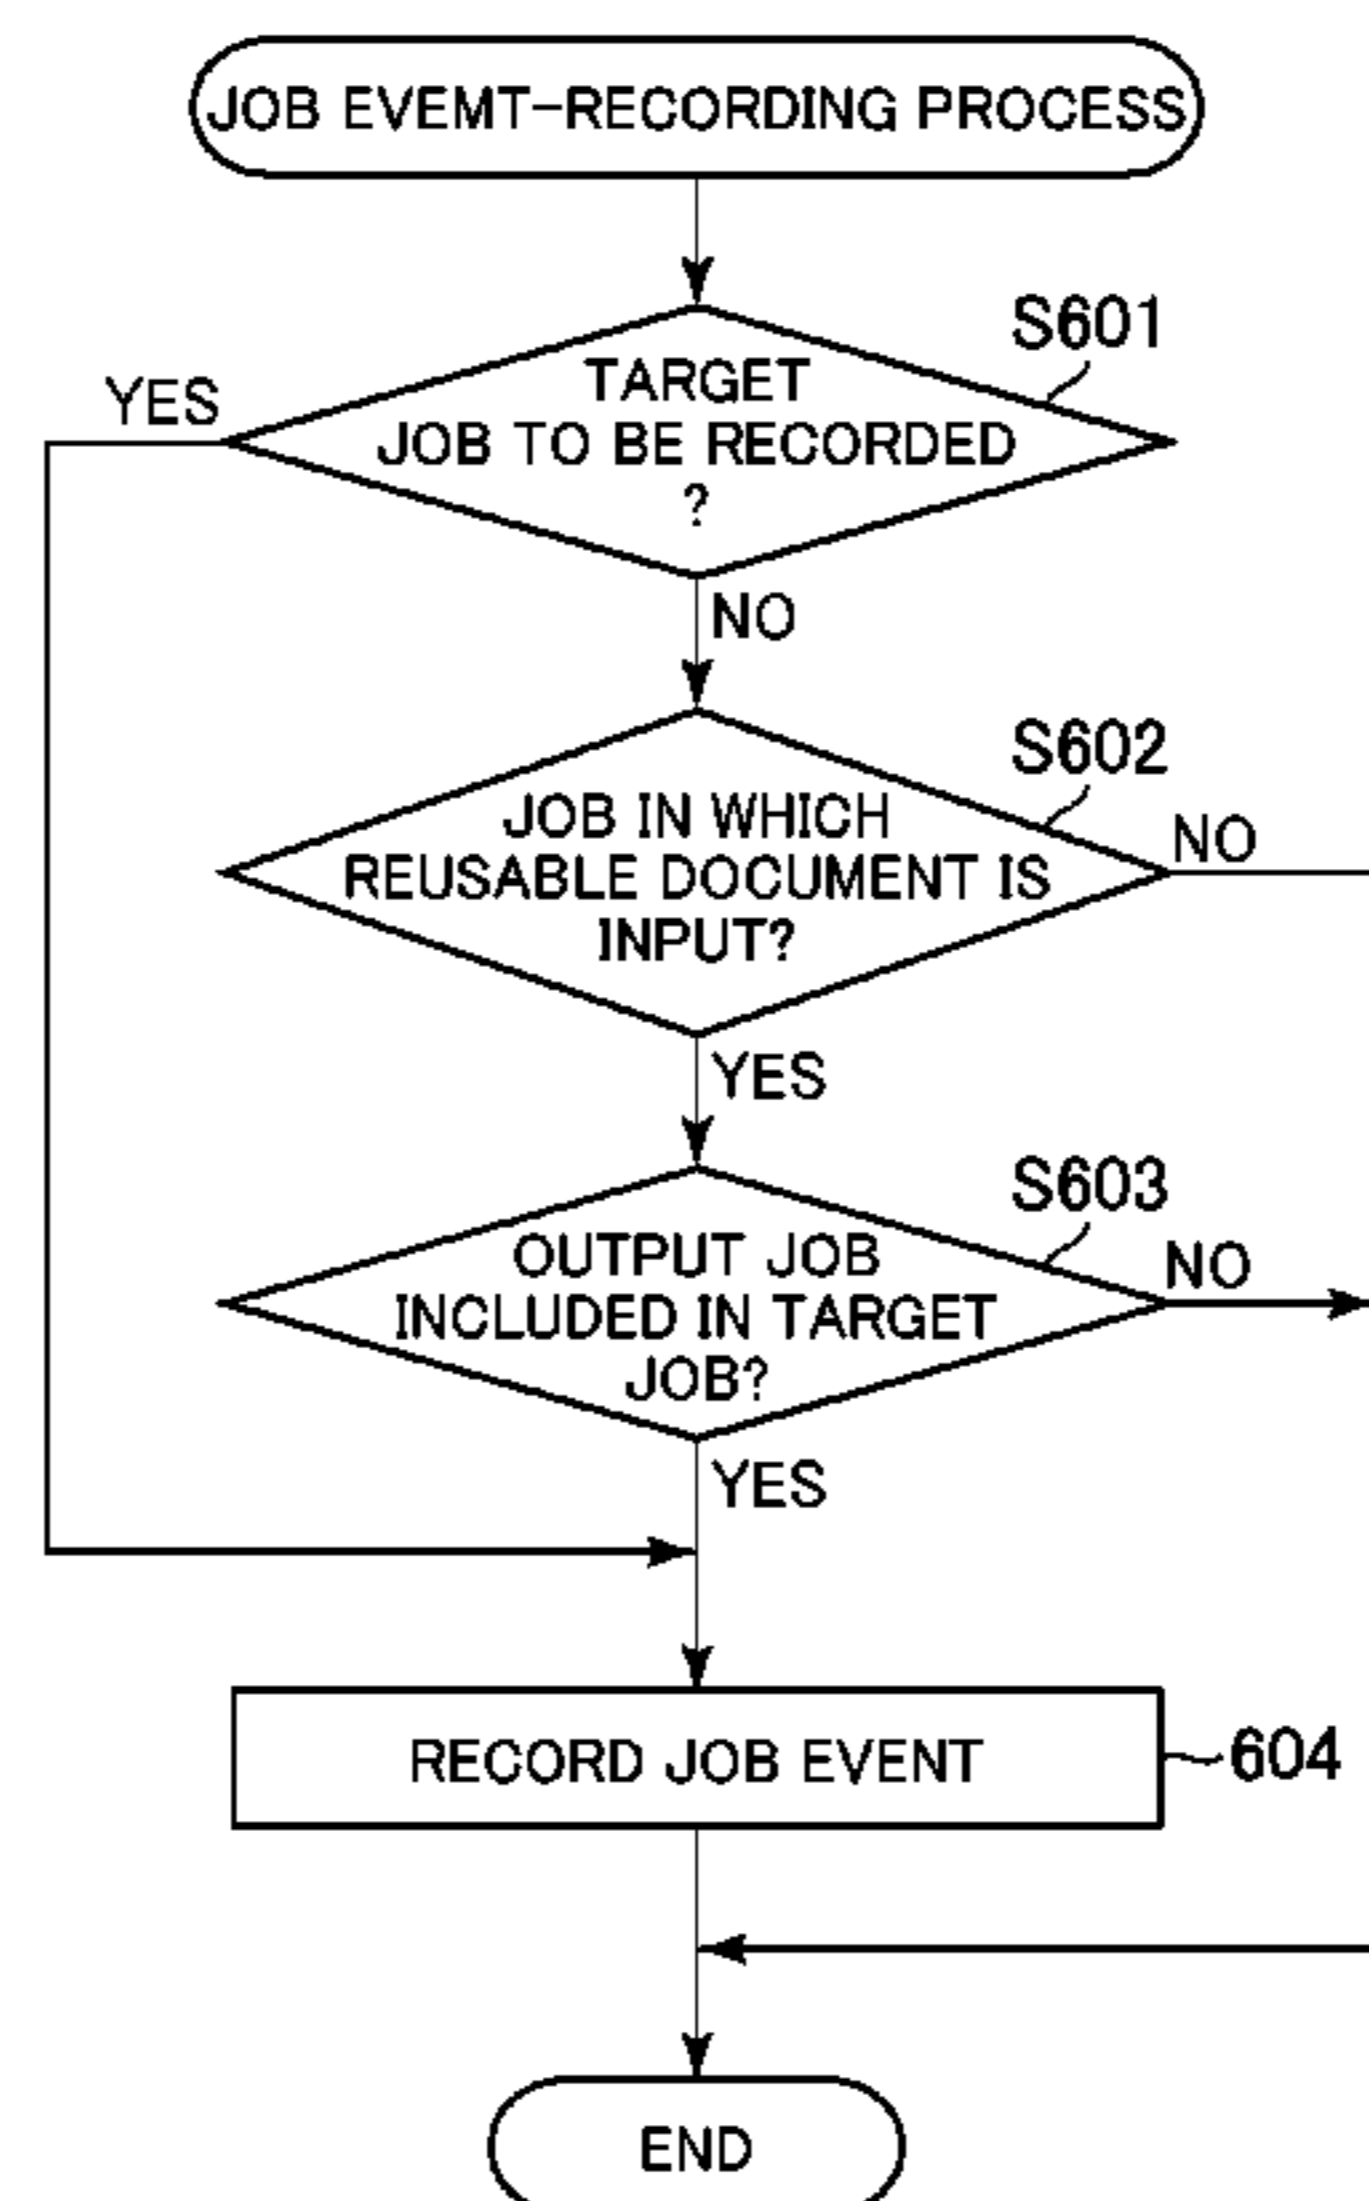 JOB EVEMT-RECORDING PROCESS
S601
YES
TARGET
JOB TO BE RECORDED
?
NO
S602
JOB IN WHICH
NO
REUSABLE DOCUMENT IS
INPUT?
YES
S603
OUTPUT JOB
NO
INCLUDED IN TARGET
JOB?
YES
RECORD JOB EVENT
604
END